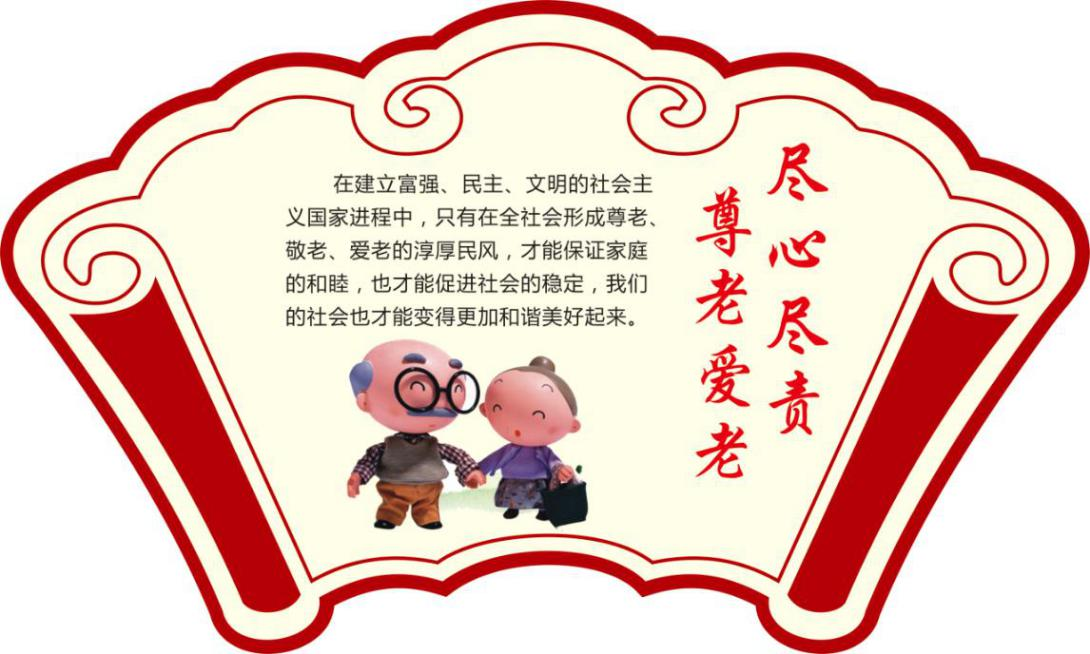 尽心尽责
尊老爱老
在建立富强、民主、文明的社会主
义国家进程中，只有在全社会形成尊老、
敬老、爱老的淳厚民风，才能保证家庭
的和睦，也才能促进社会的稳定，我们
的社会也才能变得更加和谐美好起来。